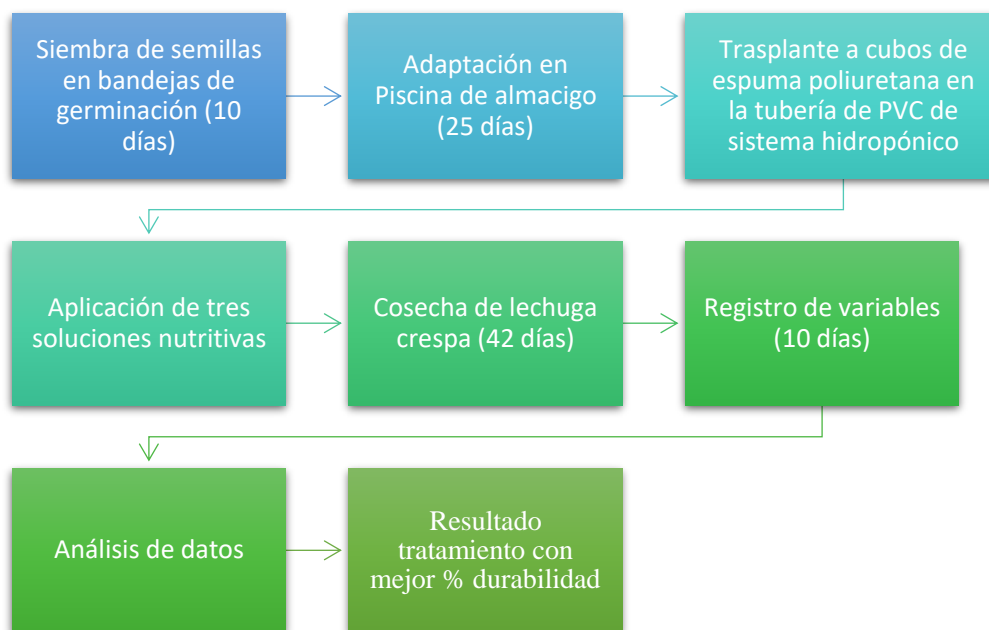 Siembra de semillas
en bandejas de
germinación (10
días)
Adaptación en
Piscina de almacigo
(25 días)
Trasplante a cubos de
espuma poliuretana en
la tubería de PVC de
sistema hidropónico
Aplicación de tres
soluciones nutritivas
Cosecha de lechuga
crespa (42 días)
Registro de variables
(10 días)
Análisis de datos
Resultado
tratamiento con
mejor % durabilidad